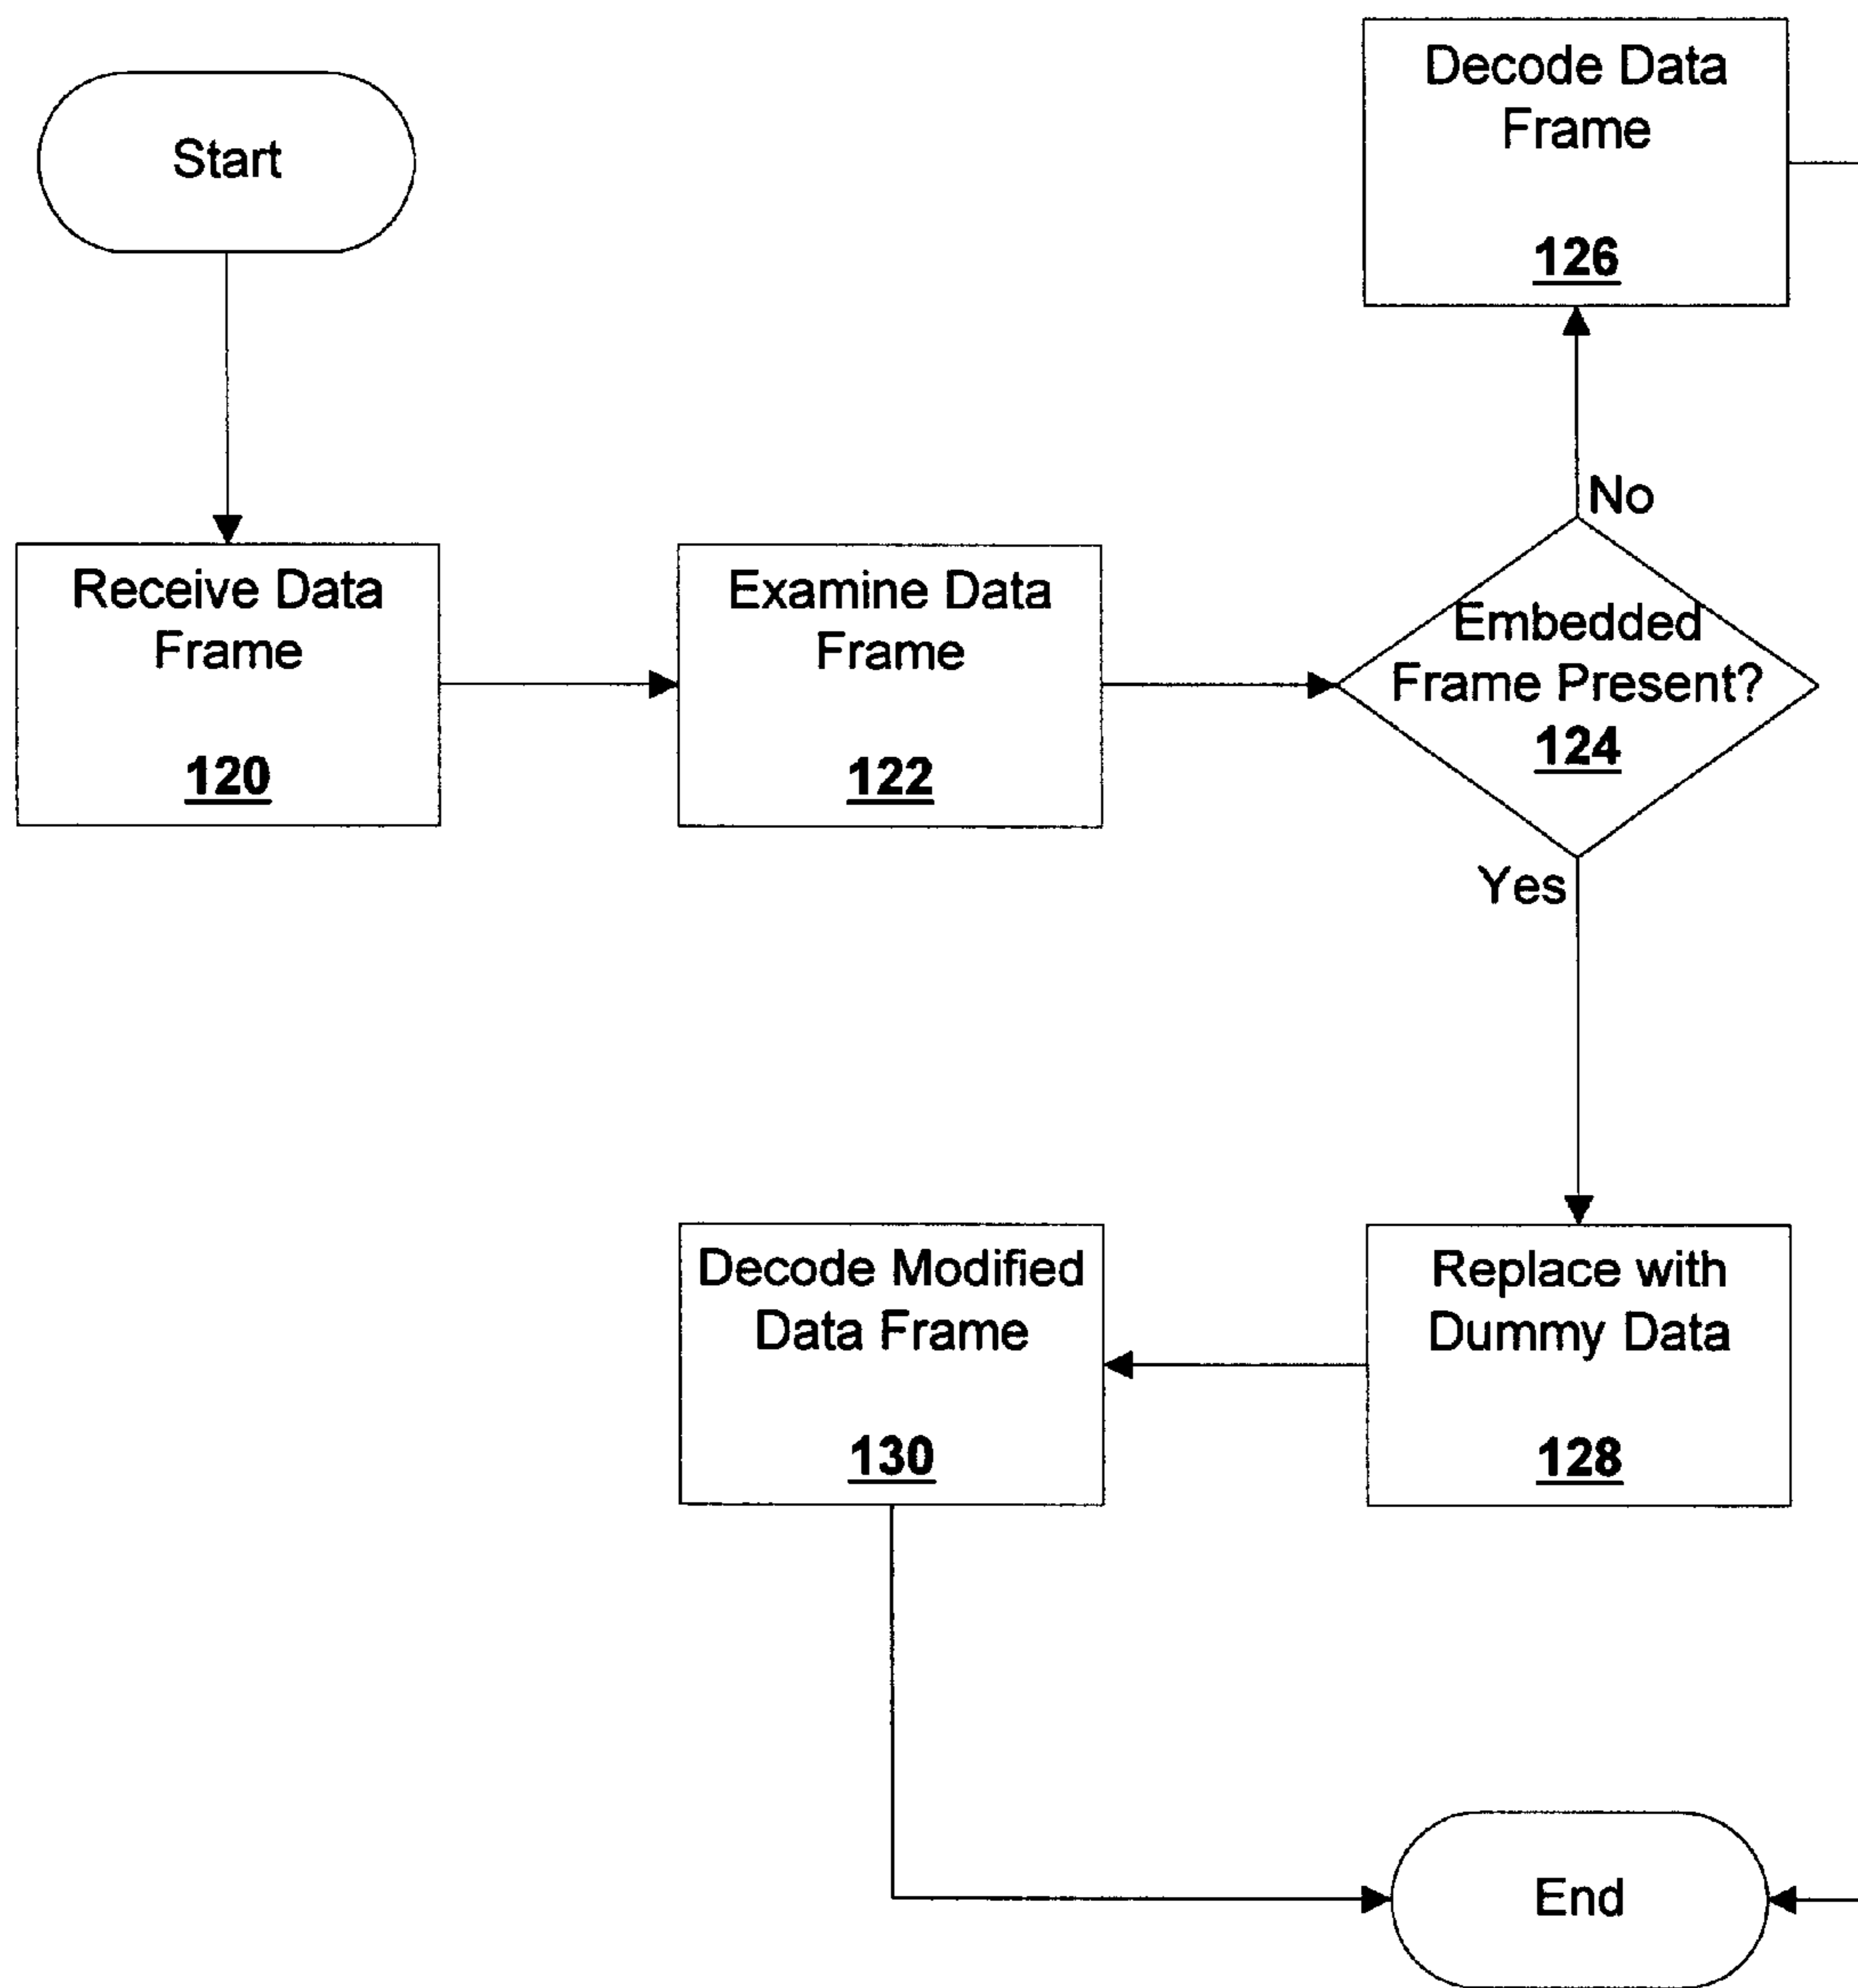 Start
Receive Data
Frame
120
Examine Data
Frame
122
Embedded
Frame Present?
124
No
Decode Data
Frame
126
Yes
Replace with
Dummy Data
128
Decode Modified
Data Frame
130
End